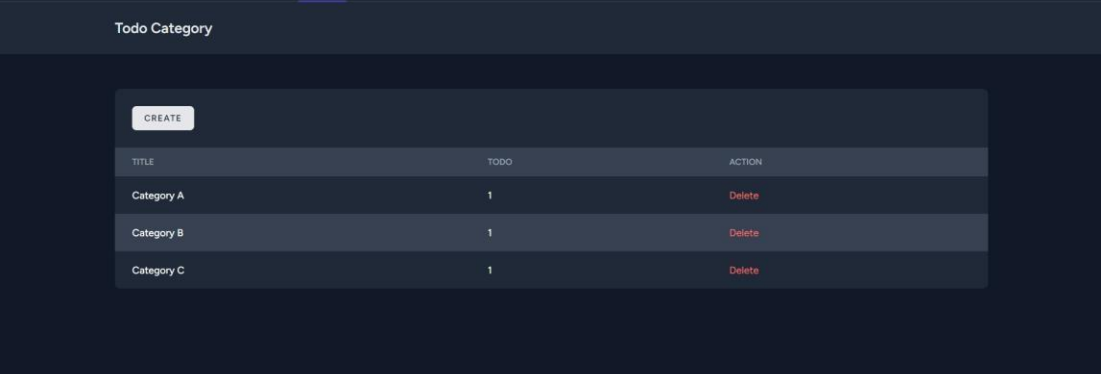 Todo Category
CREATE
TITLE TODO ACTION
Category A 1 Delete
Category B 1 Delete
Category C 1 Delete